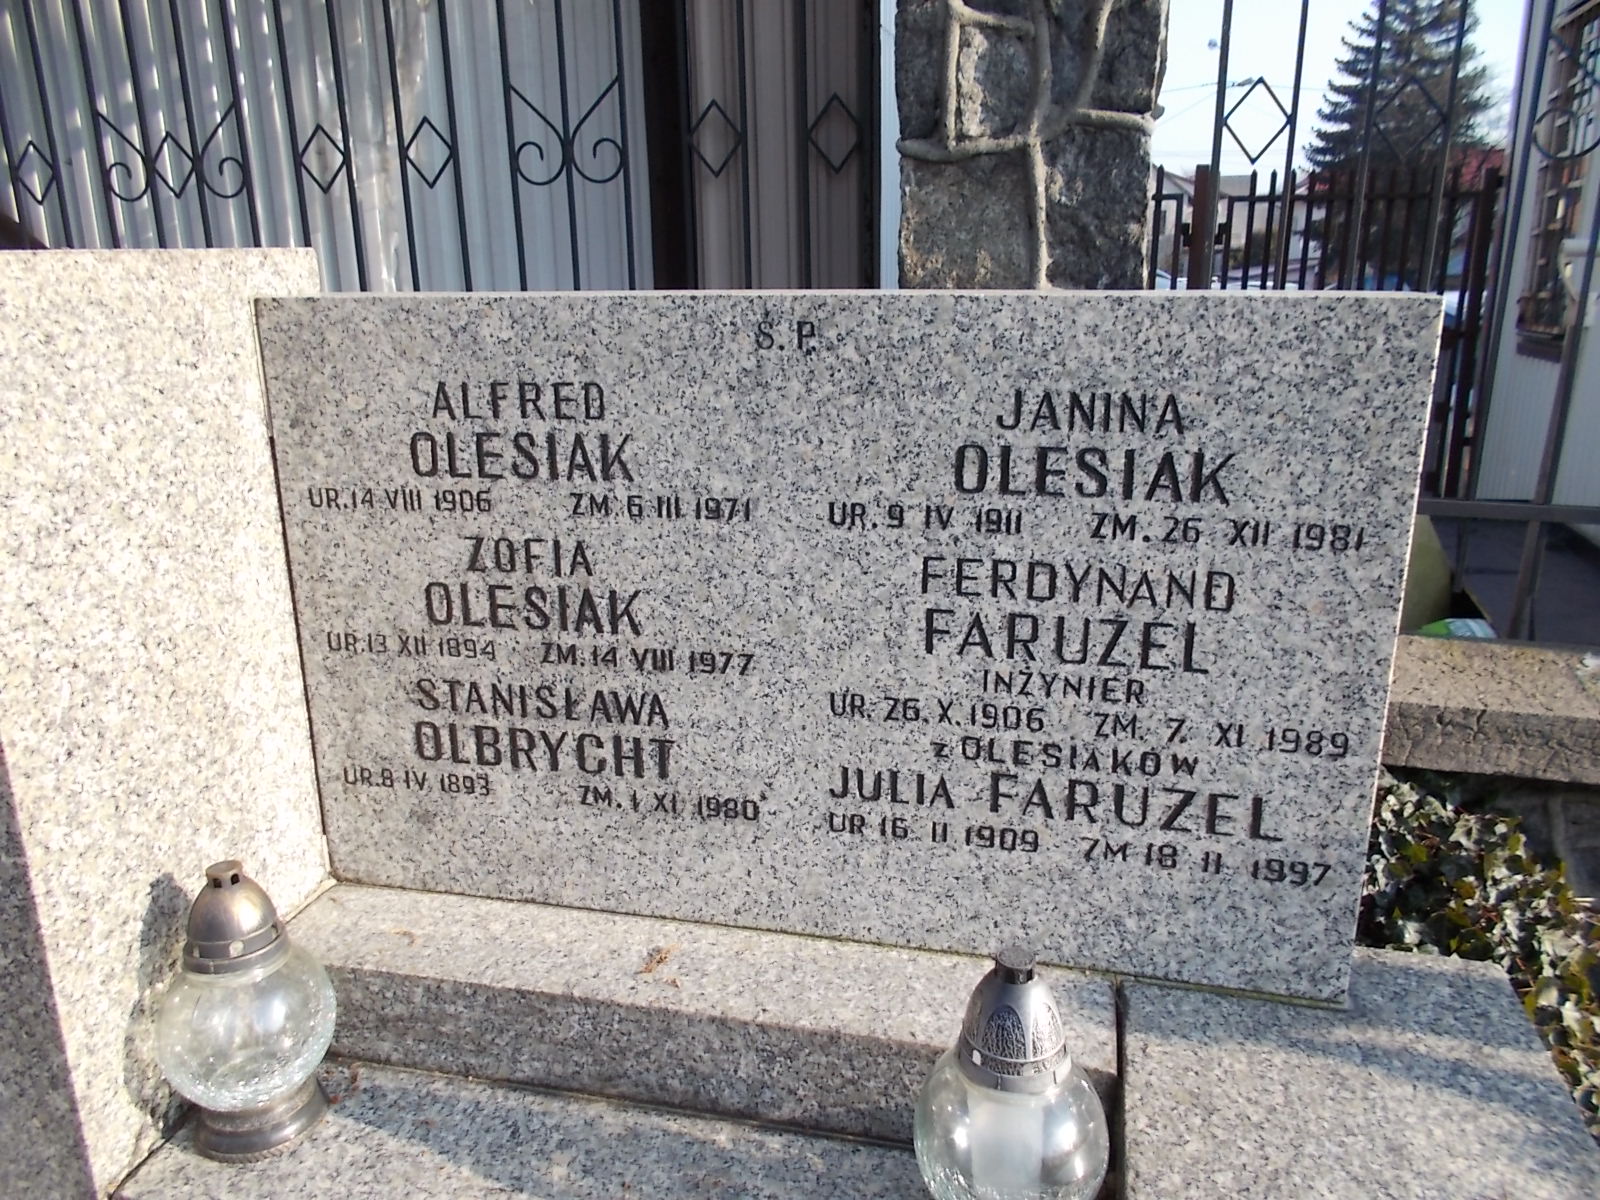 Ś. P.
ALFRED
OLESIAK
UR. 14 VIII 1906 ZM. 6 III 1971
ZOFIA
OLESIAK
UR. 13 XII 1894 ZM. 14 VIII 1977
STANISŁAWA
OLBRYCHT
UR. 8 IV 1893 ZM. 1 XI 1980
JANINA
OLESIAK
UR. 9 IV 1911 ZM. 26 XII 1981
FERDYNAND
FARUZEL
INŻYNIER
UR. 26. X. 1906 ZM. 7. XI 1989
z OLESIAKÓW
JULIA FARUZEL
UR 16 II 1909 ZM 18 II 1997